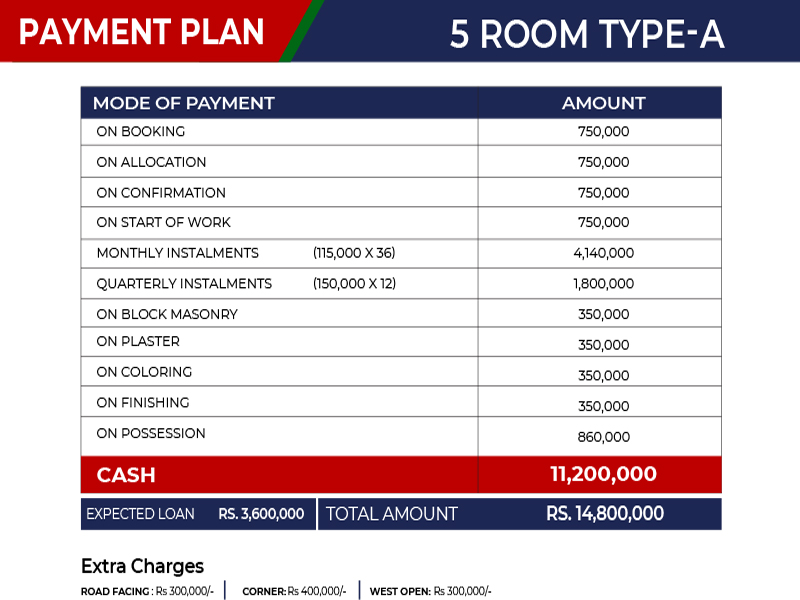 PAYMENT PLAN 5 ROOM TYPE-A
MODE OF PAYMENT AMOUNT
ON BOOKING 750,000
ON ALLOCATION 750,000
ON CONFIRMATION 750,000
ON START OF WORK 750,000
MONTHLY INSTALMENTS (115,000 X 36) 4,140,000
QUARTERLY INSTALMENTS (150,000 X 12) 1,800,000
ON BLOCK MASONRY 350,000
ON PLASTER 350,000
ON COLORING 350,000
ON FINISHING 350,000
ON POSSESSION 860,000
CASH 11,200,000
EXPECTED LOAN RS. 3,600,000 TOTAL AMOUNT RS. 14,800,000
Extra Charges
ROAD FACING : Rs 300,000/- CORNER: Rs 400,000/- WEST OPEN: Rs 300,000/-